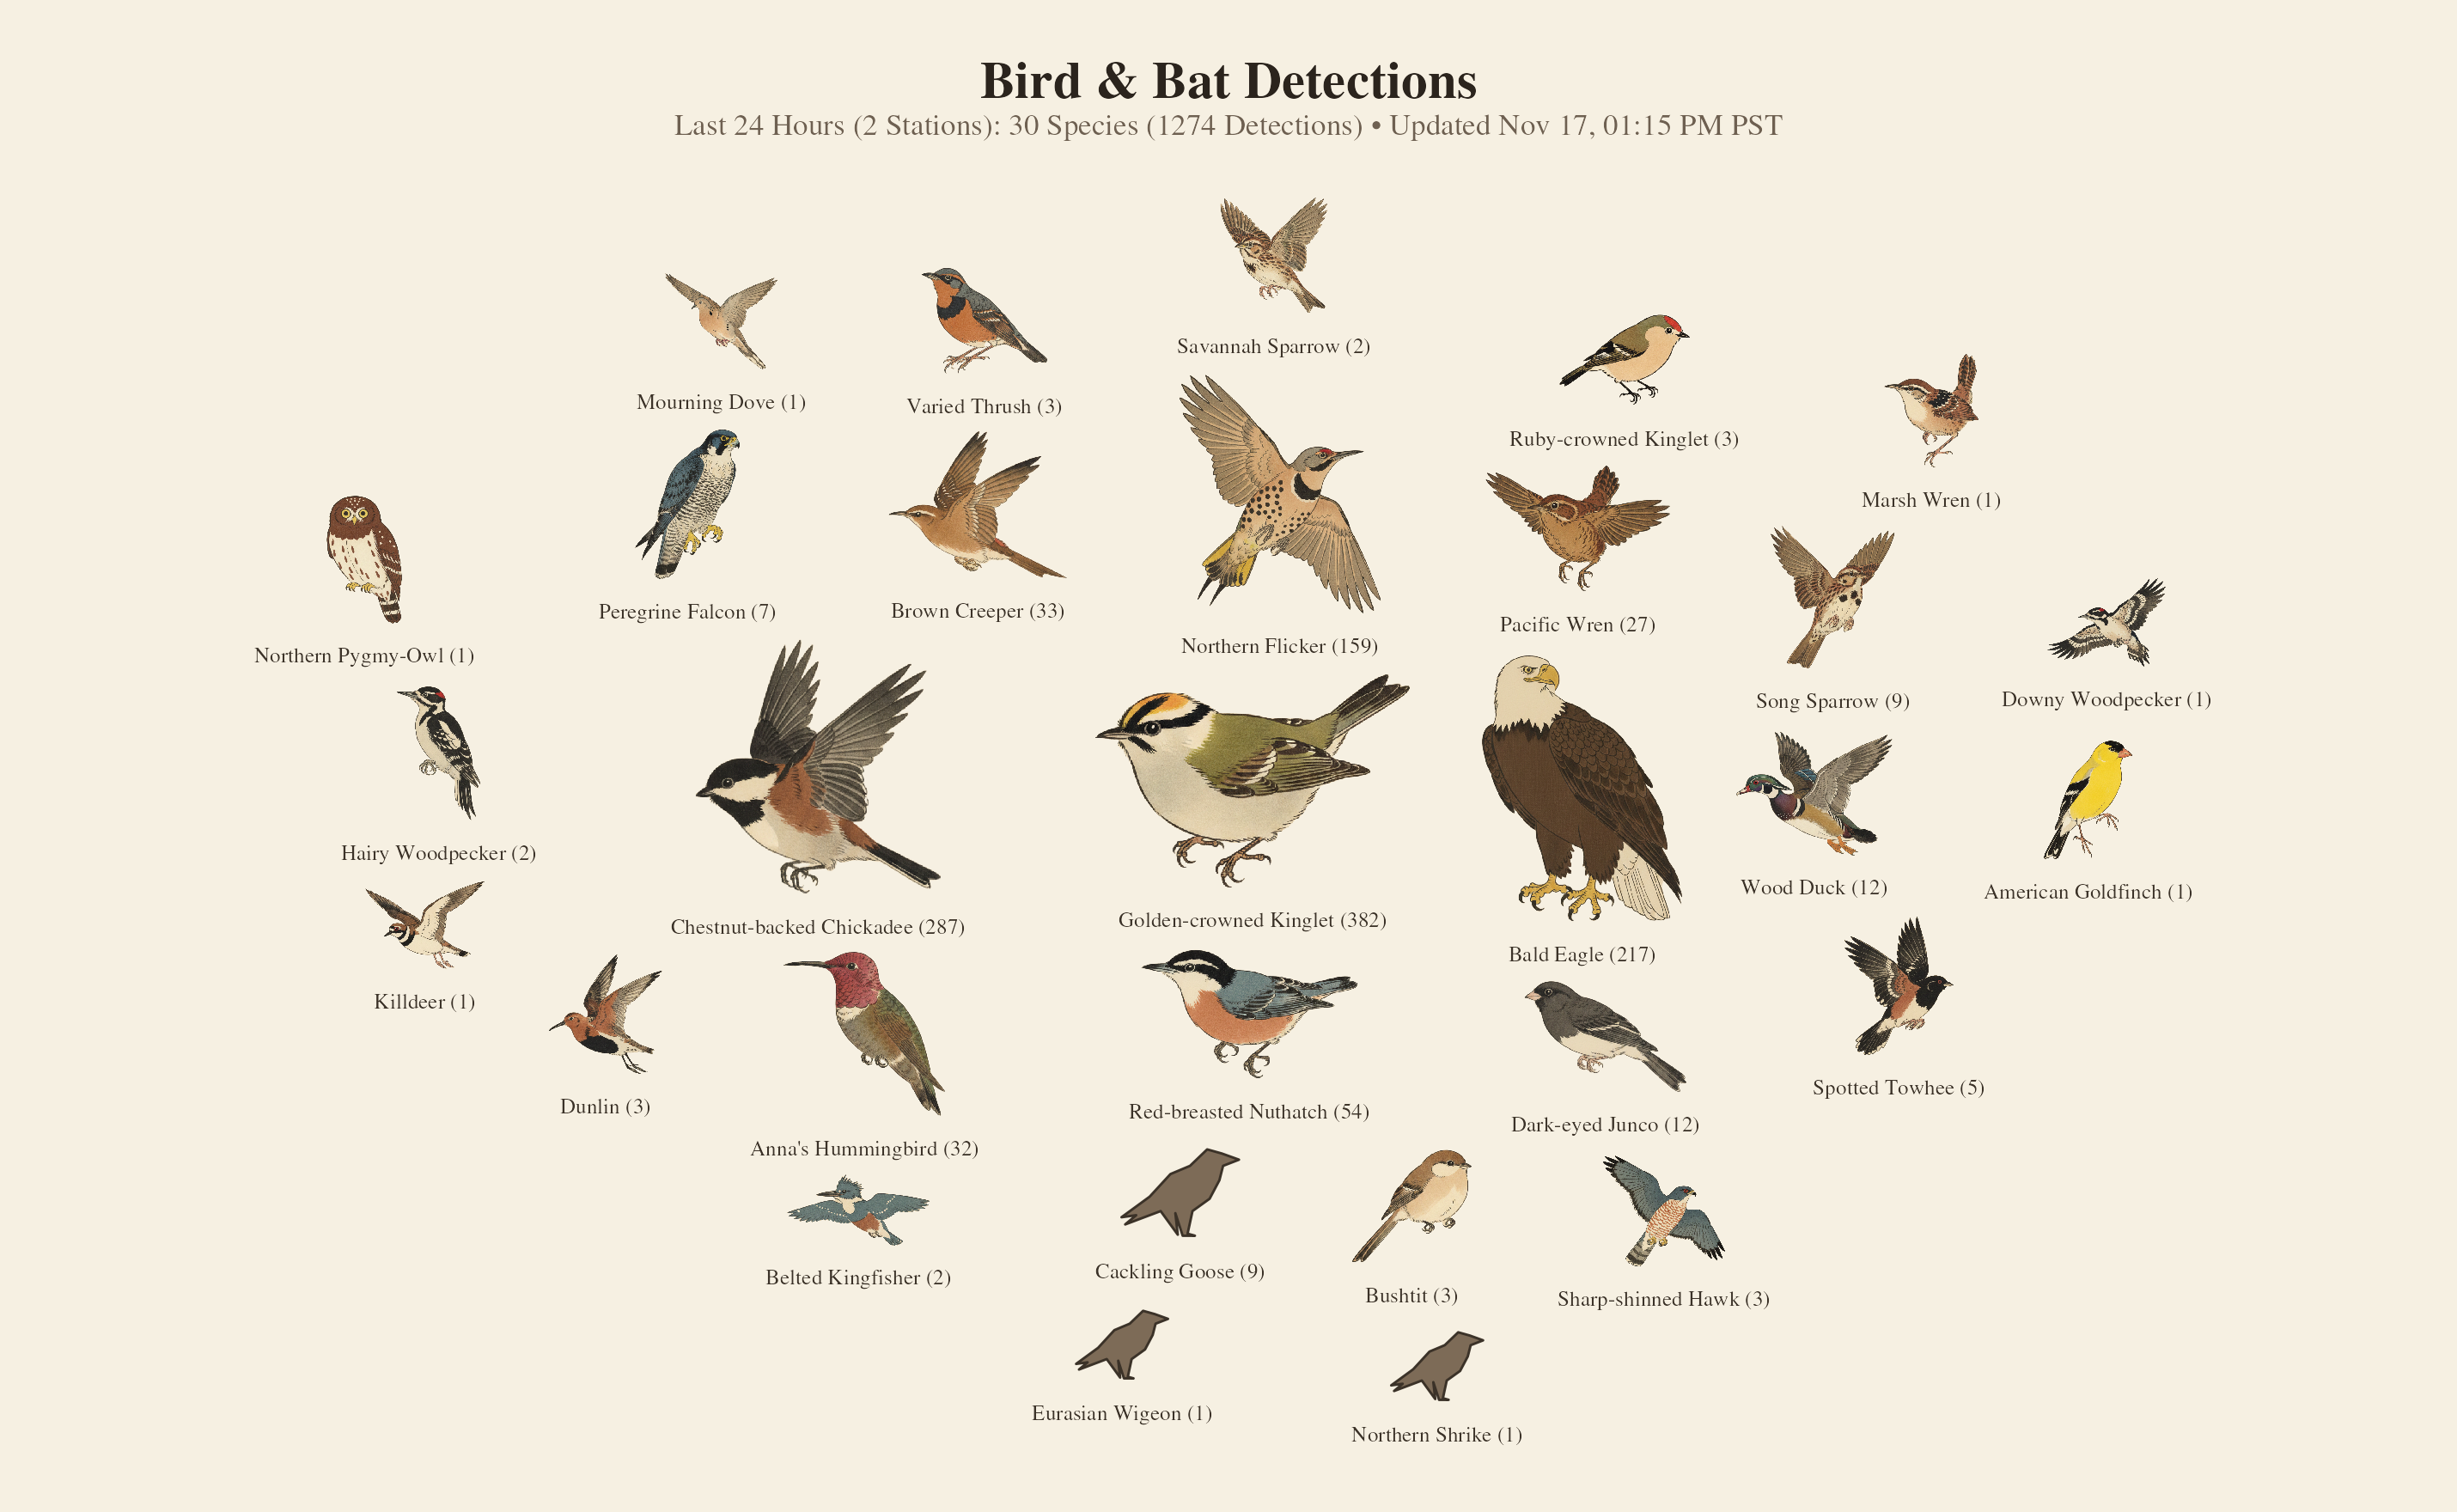 Bird & Bat Detections
Last 24 Hours (2 Stations): 30 Species (1274 Detections) • Updated Nov 17, 01:15 PM PST
Savannah Sparrow (2)
Mourning Dove (1)
Varied Thrush (3)
Ruby-crowned Kinglet (3)
Marsh Wren (1)
Peregrine Falcon (7)
Brown Creeper (33)
Northern Flicker (159)
Pacific Wren (27)
Northern Pygmy-Owl (1)
Song Sparrow (9)
Downy Woodpecker (1)
Hairy Woodpecker (2)
Chestnut-backed Chickadee (287)
Golden-crowned Kinglet (382)
Bald Eagle (217)
Wood Duck (12)
American Goldfinch (1)
Killdeer (1)
Dunlin (3)
Anna's Hummingbird (32)
Red-breasted Nuthatch (54)
Dark-eyed Junco (12)
Spotted Towhee (5)
Belted Kingfisher (2)
Cackling Goose (9)
Bushtit (3)
Sharp-shinned Hawk (3)
Eurasian Wigeon (1)
Northern Shrike (1)